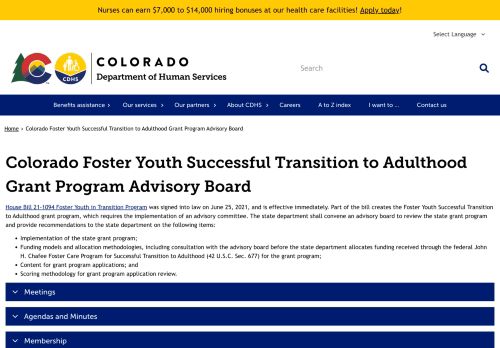 Nurses can earn $7,000 to $14,000 hiring bonuses at our health care facilities! Apply today!
Select Language
COLORADO
Department of Human Services
CDHS
Search
Benefits assistance
Our services
Our partners
About CDHS
Careers
A to Z index
I want to ...
Contact us
Home › Colorado Foster Youth Successful Transition to Adulthood Grant Program Advisory Board
Colorado Foster Youth Successful Transition to Adulthood
Grant Program Advisory Board
House Bill 21-1094 Foster Youth in Transition Program was signed into law on June 25, 2021, and is effective immediately. Part of the bill creates the Foster Youth Successful Transition
to Adulthood grant program, which requires the implementation of an advisory committee. The state department shall convene an advisory board to review the state grant program
and provide recommendations to the state department on the following items:
• Implementation of the state grant program;
• Funding models and allocation methodologies, including consultation with the advisory board before the state department allocates funding received through the federal John
H. Chafee Foster Care Program for Successful Transition to Adulthood (42 U.S.C. Sec. 677) for the grant program;
• Content for grant program applications; and
• Scoring methodology for grant program application review.
Meetings
Agendas and Minutes
Membership